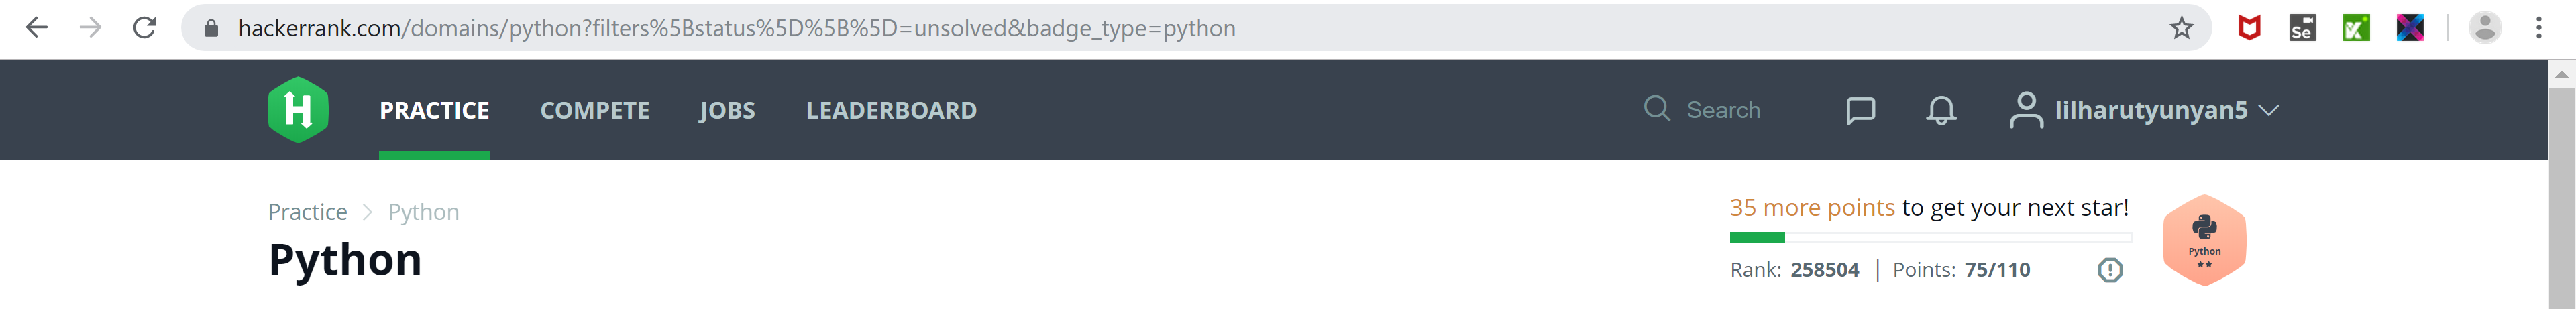 hackerrank.com/domains/python?filters%5Bstatus%5D%5B%5D=unsolved&badge_type=python
Se
H PRACTICE COMPETE JOBS LEADERBOARD Search lilharutyunyan5
Practice > Python
35 more points to get your next star!
Python
Python
Rank: 258504 | Points: 75/110